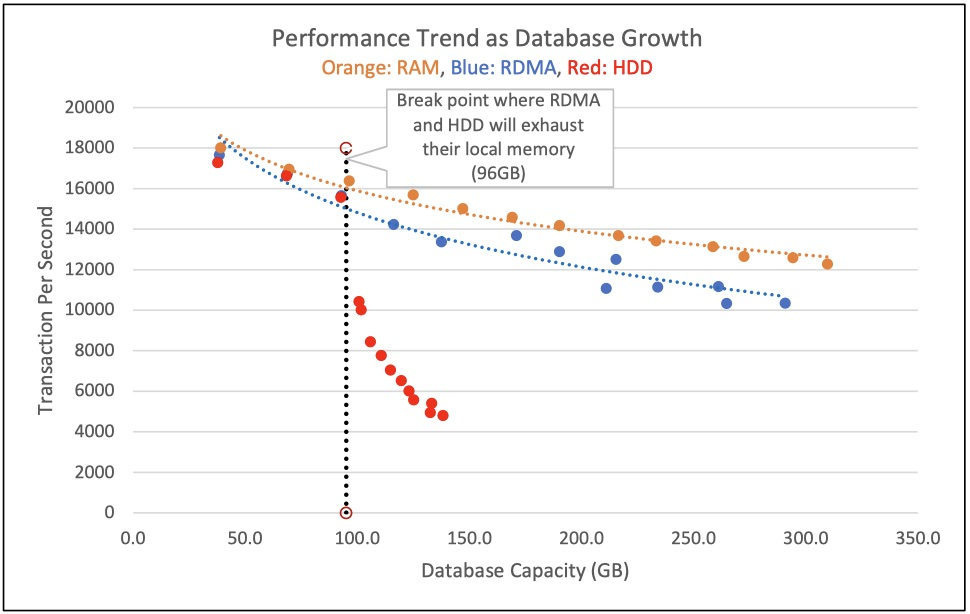 Performance Trend as Database Growth
Orange: RAM, Blue: RDMA, Red: HDD
Break point where RDMA
and HDD will exhaust
their local memory
(96GB)
Transaction Per Second
20000
18000
16000
14000
12000
10000
8000
6000
4000
2000
0
0.0 50.0 100.0 150.0 200.0 250.0 300.0 350.0
Database Capacity (GB)